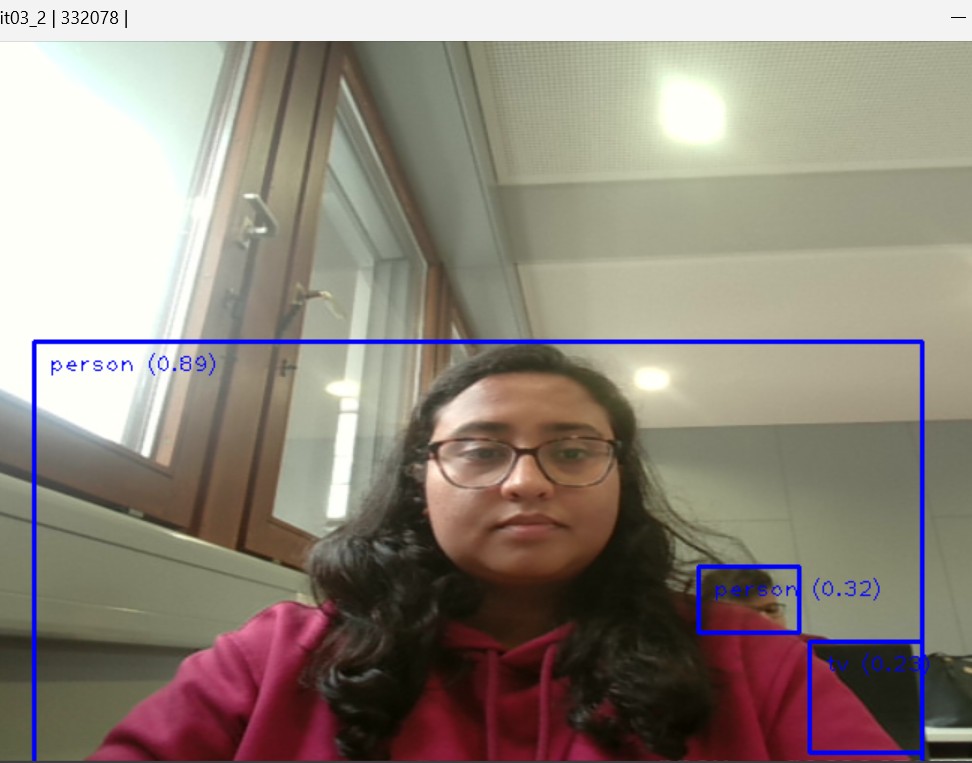 it03_2 | 332078 |
person (0.89)
person (0.32)
tv (0.23)